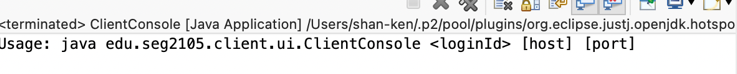 <terminated> ClientConsole [Java Application] /Users/shan-ken/.p2/pool/plugins/org.eclipse.justj.openjdk.hotspo
Usage: java edu.seg2105.client.ui.ClientConsole <loginId> [host] [port]